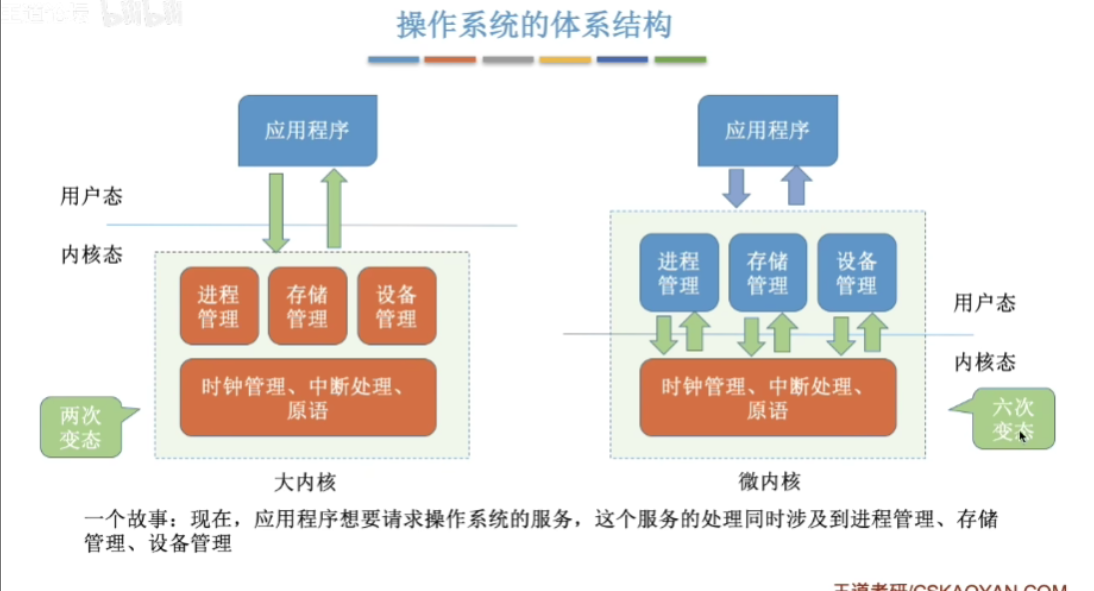 bilibili
操作系统的体系结构
应用程序
用户态
内核态
进程
管理
存储
管理
设备
管理
时钟管理、中断处理、
原语
两次
变态
大内核
应用程序
进程
管理
存储
管理
设备
管理
用户态
内核态
时钟管理、中断处理、
原语
六次
变态
微内核
一个故事：现在，应用程序想要请求操作系统的服务，这个服务的处理同时涉及到进程管理、存储
管理、设备管理
王道考研/CSKAOYAN.COM